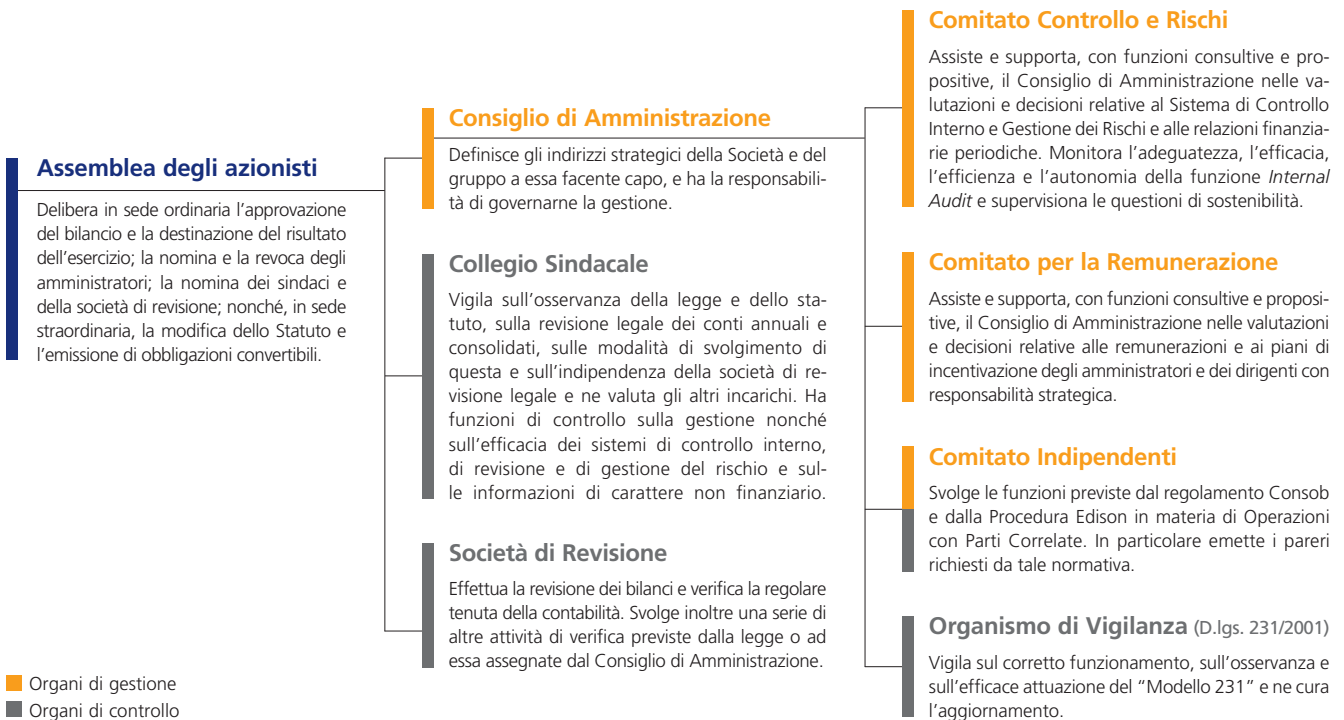 Assemblea degli azionisti
Delibera in sede ordinaria l'approvazione
del bilancio e la destinazione del risultato
dell'esercizio; la nomina e la revoca degli
amministratori; la nomina dei sindaci e
della società di revisione; nonché, in sede
straordinaria, la modifica dello Statuto e
l'emissione di obbligazioni convertibili.
Consiglio di Amministrazione
Definisce gli indirizzi strategici della Società e del
gruppo a essa facente capo, e ha la responsabili-
tà di governarne la gestione.
Collegio Sindacale
Vigila sull'osservanza della legge e dello sta-
tuto, sulla revisione legale dei conti annuali e
consolidati, sulle modalità di svolgimento di
questa e sull'indipendenza della società di re-
visione legale e ne valuta gli altri incarichi. Ha
funzioni di controllo sulla gestione nonché
sull'efficacia dei sistemi di controllo interno,
di revisione e di gestione del rischio e sul-
le informazioni di carattere non finanziario.
Società di Revisione
Effettua la revisione dei bilanci e verifica la regolare
tenuta della contabilità. Svolge inoltre una serie di
altre attività di verifica previste dalla legge o ad
essa assegnate dal Consiglio di Amministrazione.
Comitato Controllo e Rischi
Assiste e supporta, con funzioni consultive e pro-
positive, il Consiglio di Amministrazione nelle va-
lutazioni e decisioni relative al Sistema di Controllo
Interno e Gestione dei Rischi e alle relazioni finanzia-
rie periodiche. Monitora l'adeguatezza, l'efficacia,
l'efficienza e l'autonomia della funzione Internal
Audit e supervisiona le questioni di sostenibilità.
Comitato per la Remunerazione
Assiste e supporta, con funzioni consultive e proposi-
tive, il Consiglio di Amministrazione nelle valutazioni
e decisioni relative alle remunerazioni e ai piani di
incentivazione degli amministratori e dei dirigenti con
responsabilità strategica.
Comitato Indipendenti
Svolge le funzioni previste dal regolamento Consob
e dalla Procedura Edison in materia di Operazioni
con Parti Correlate. In particolare emette i pareri
richiesti da tale normativa.
Organismo di Vigilanza (D.lgs. 231/2001)
Vigila sul corretto funzionamento, sull'osservanza e
sull'efficace attuazione del "Modello 231" e ne cura
l'aggiornamento.
Organi di gestione
Organi di controllo